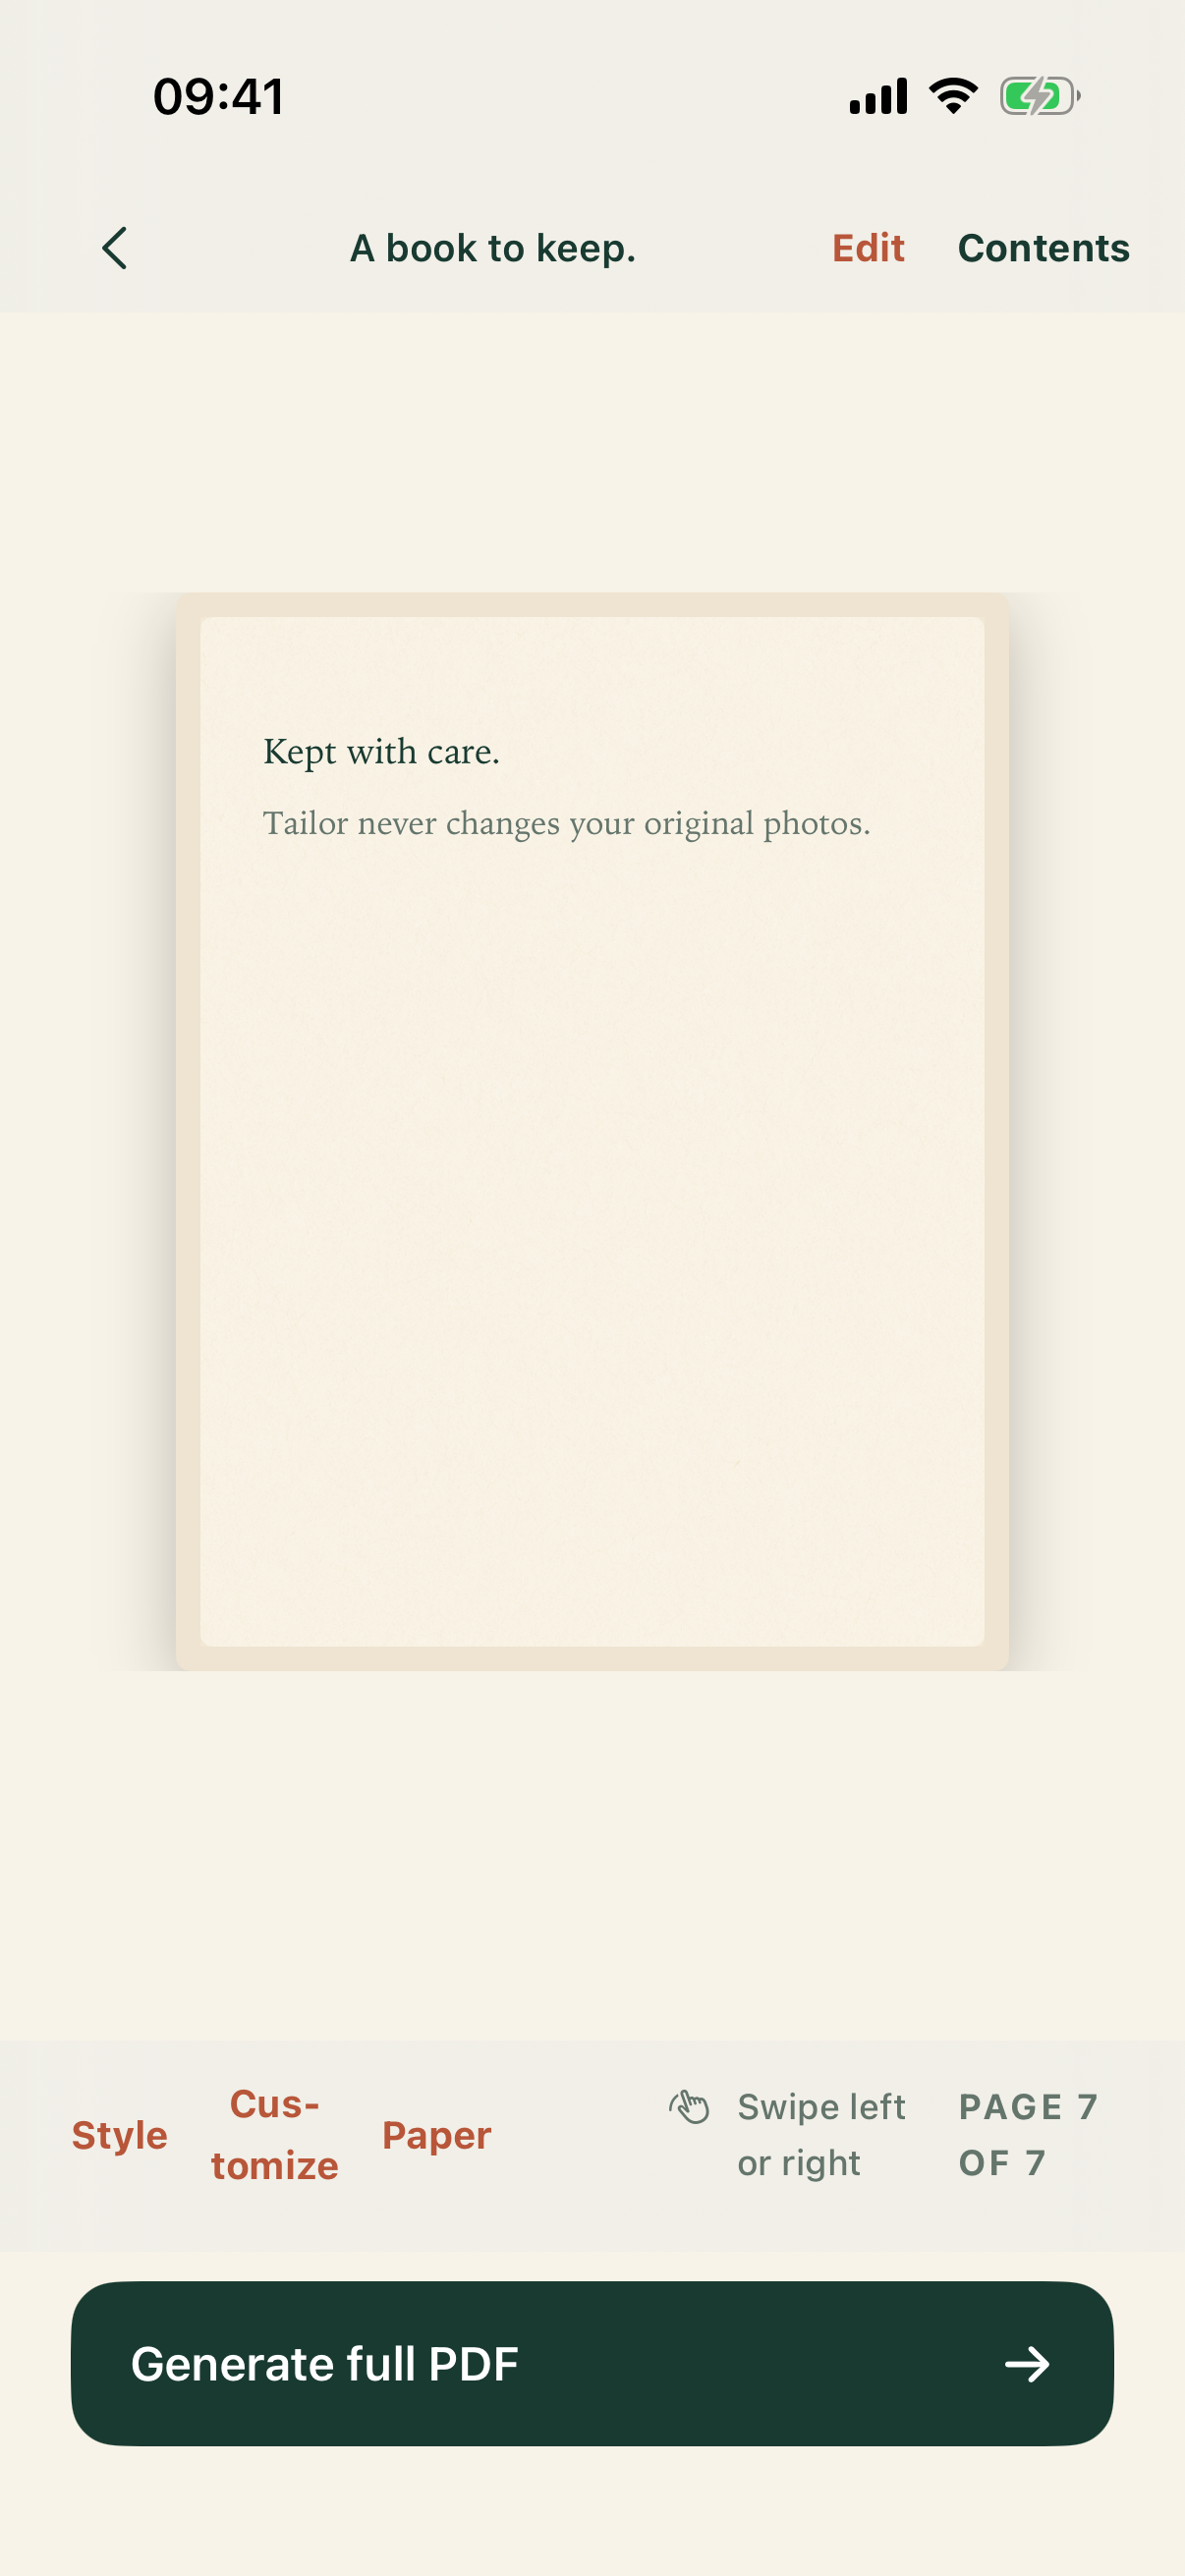 09:41
A book to keep.
Edit
Contents
Kept with care.
Tailor never changes your original photos.
Style
Cus-
tomize
Paper
Swipe left
or right
PAGE 7
OF 7
Generate full PDF